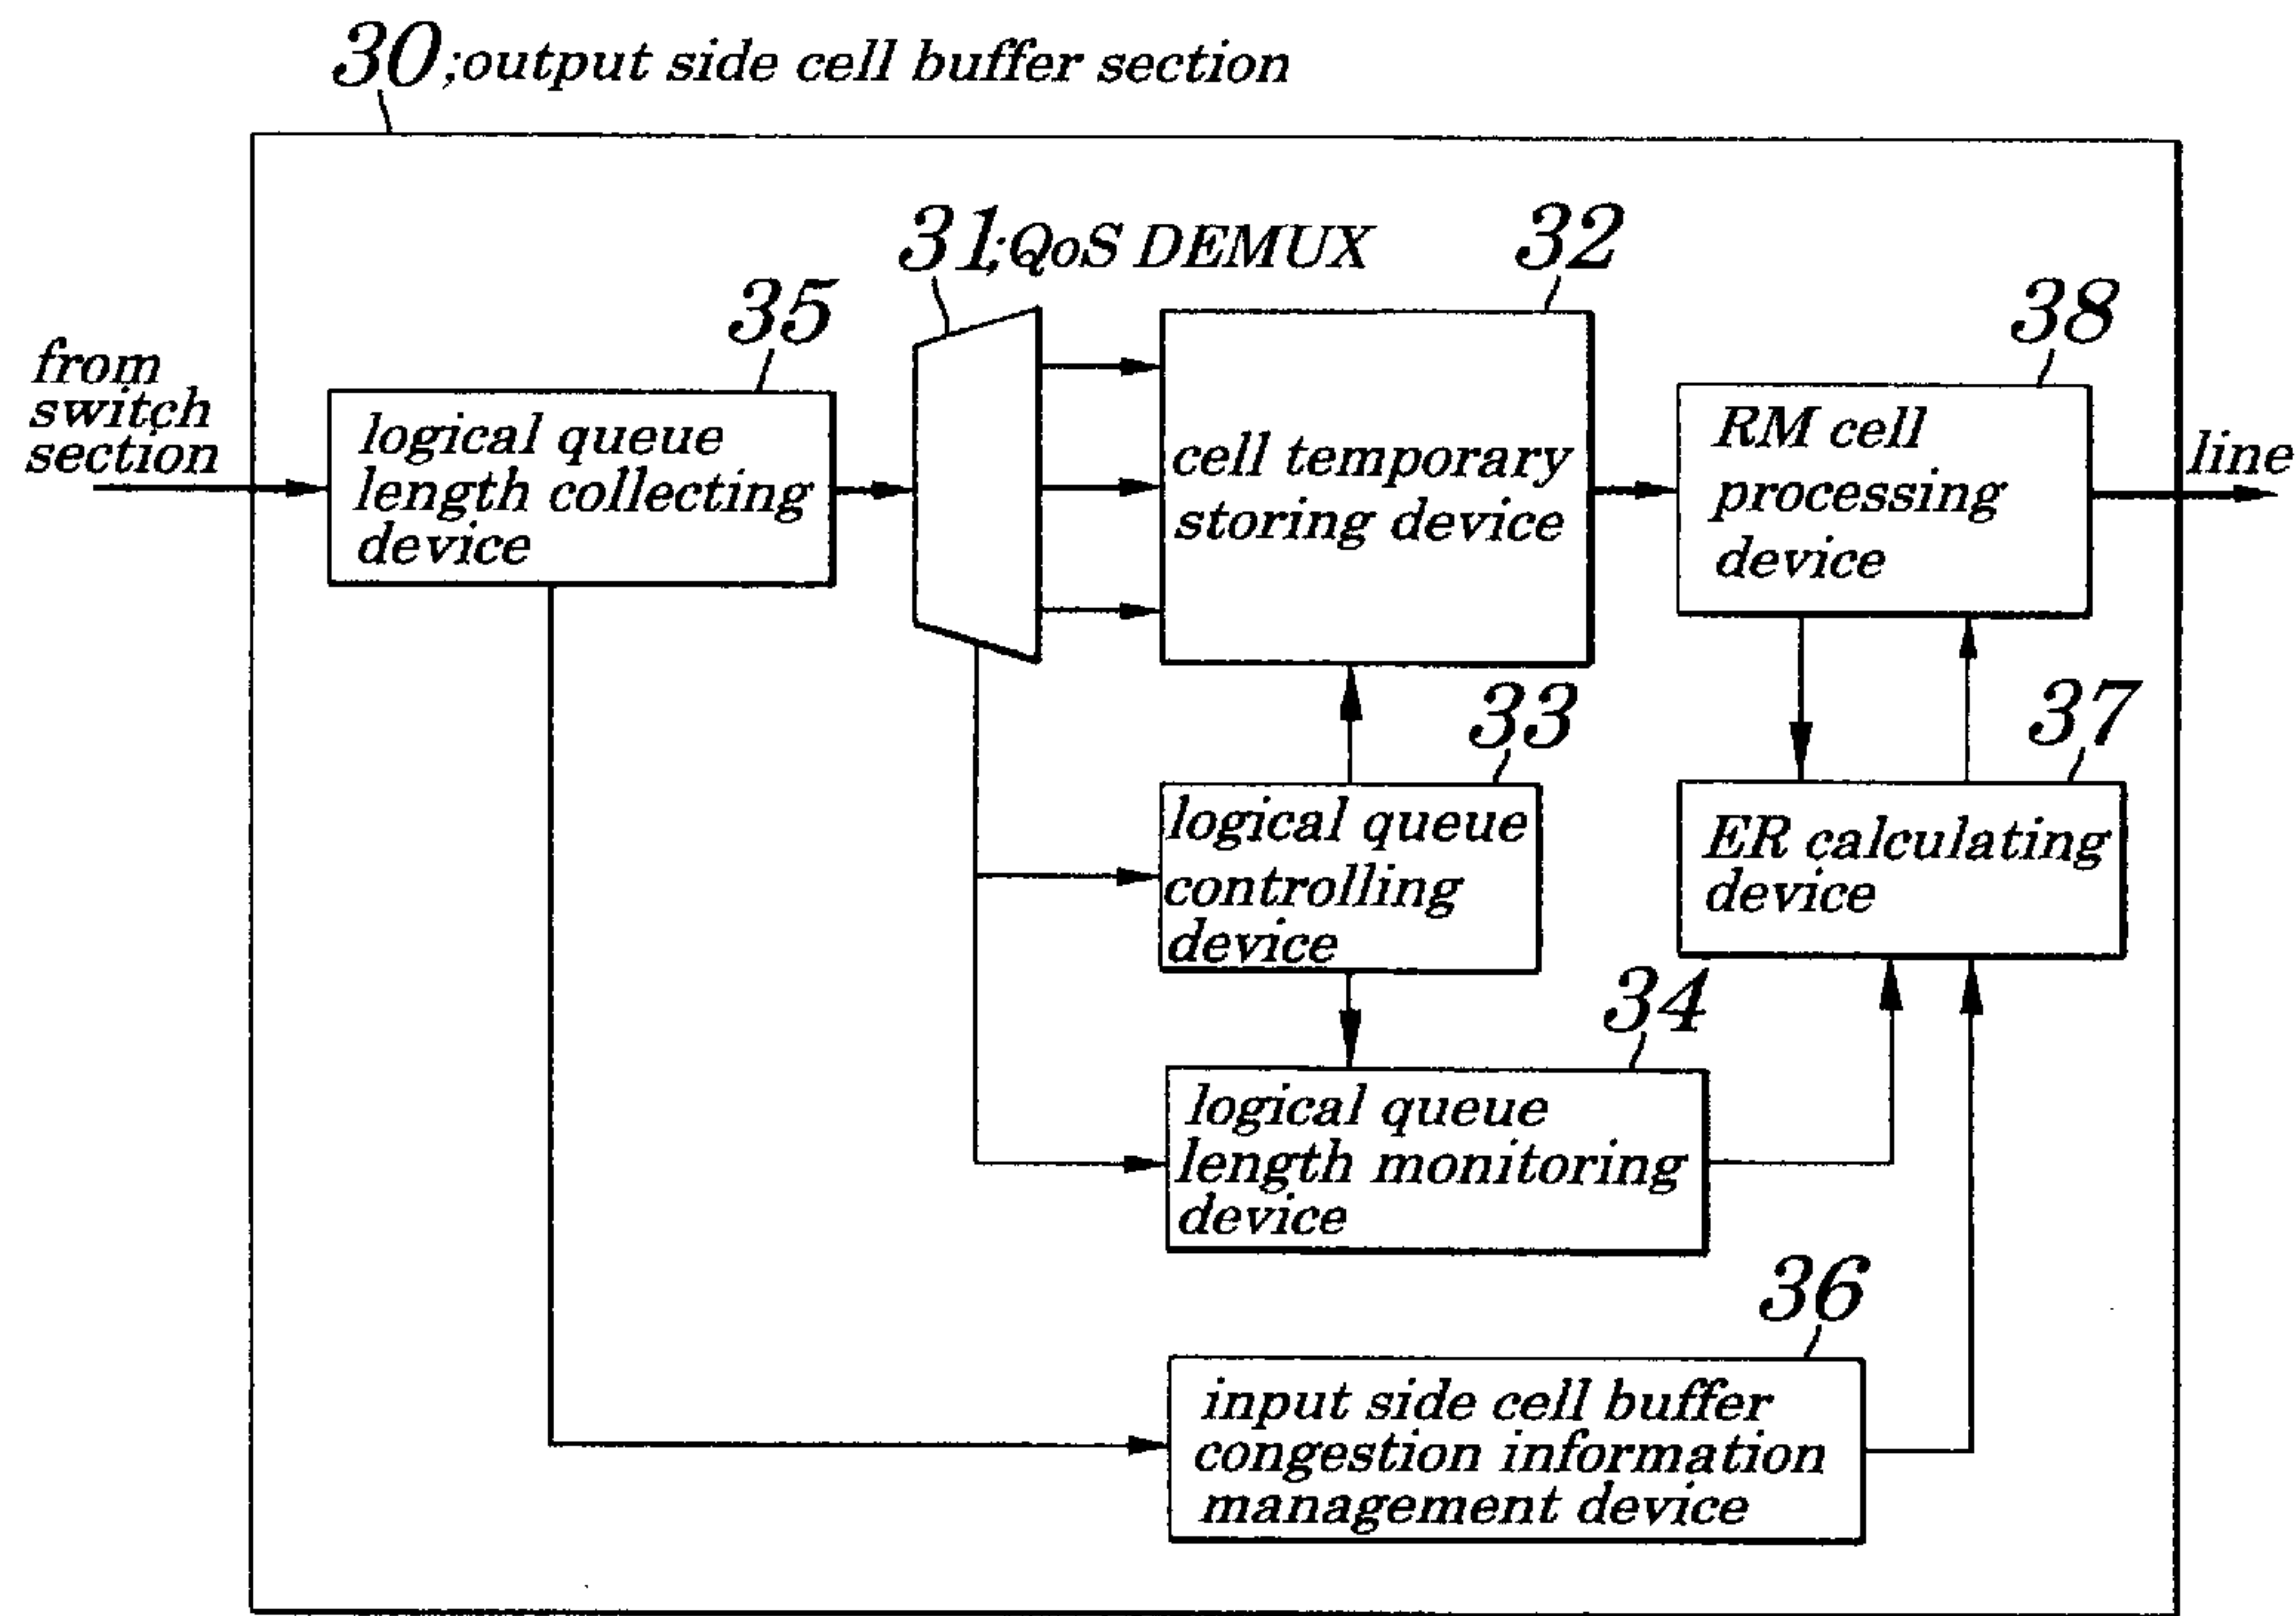 30;output side cell buffer section
31;QoS DEMUX
32
35
38
from
switch
section
logical queue
length collecting
device
cell temporary
storing device
RM cell
processing
device
line
33
37
logical queue
controlling
device
ER calculating
device
34
logical queue
length monitoring
device
36
input side cell buffer
congestion information
management device